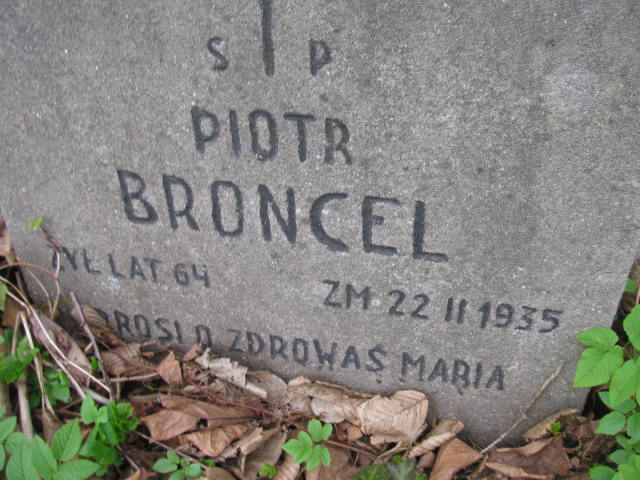 S P
PIOTR
BRONCEL
ŻYŁ LAT 64 ZM 22 II 1935
PROSI O ZDROWAŚ MARIA